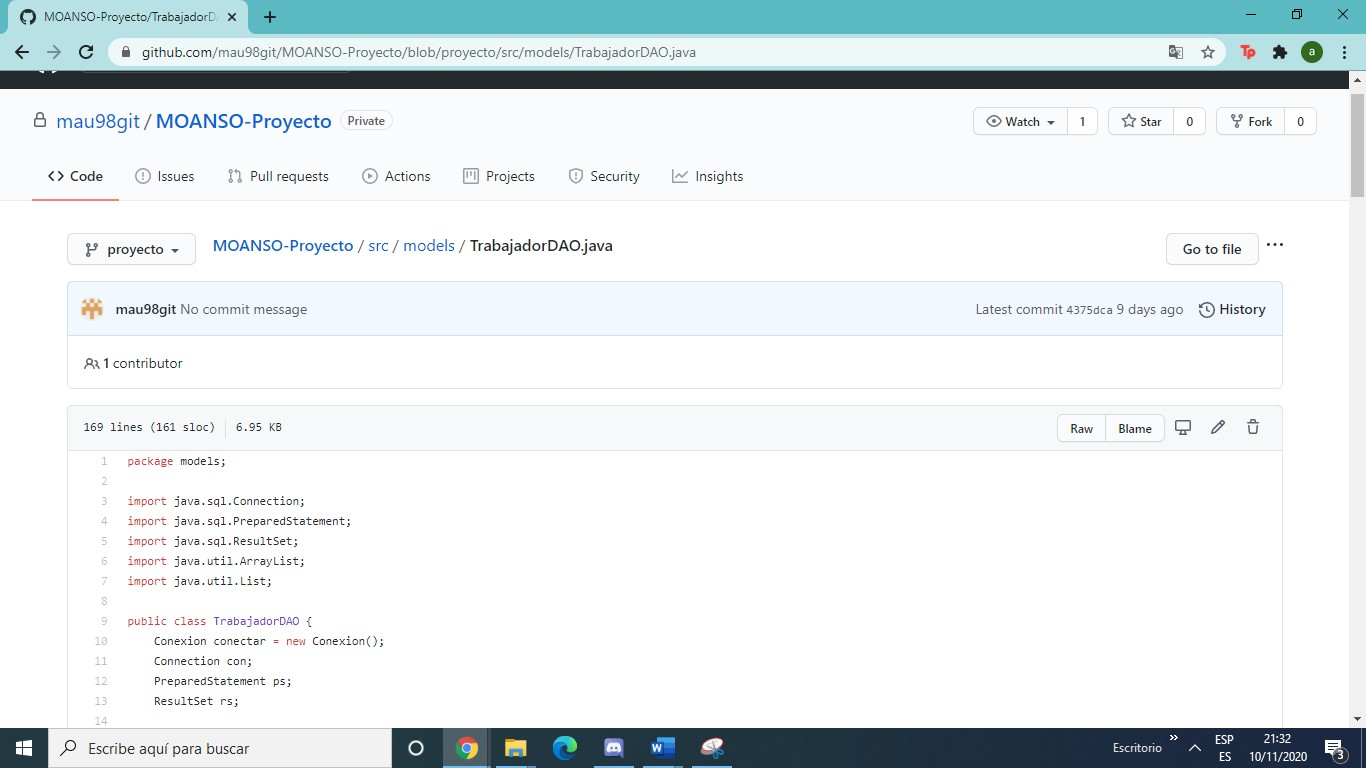 MOANSO-Proyecto/TrabajadorD
github.com/mau98git/MOANSO-Proyecto/blob/proyecto/src/models/TrabajadorDAO.java
Tp
a
mau98git / MOANSO-Proyecto Private
Watch 1 Star 0 Fork 0
Code Issues Pull requests Actions Projects Security Insights
proyecto MOANSO-Proyecto / src / models / TrabajadorDAO.java Go to file ···
mau98git No commit message Latest commit 4375dca 9 days ago History
1 contributor
169 lines (161 sloc) 6.95 KB Raw Blame
1 package models;
2
3 import java.sql.Connection;
4 import java.sql.PreparedStatement;
5 import java.sql.ResultSet;
6 import java.util.ArrayList;
7 import java.util.List;
8
9 public class TrabajadorDAO {
10 Conexion conectar = new Conexion();
11 Connection con;
12 PreparedStatement ps;
13 ResultSet rs;
14
Escribe aquí para buscar
W
Escritorio
ESP
ES
21:32
10/11/2020
3